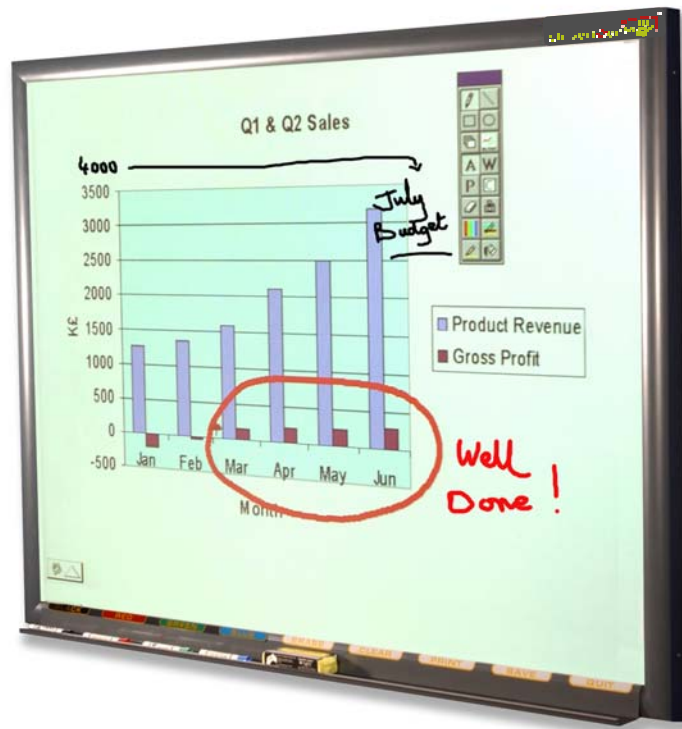 Q1 & Q2 Sales
4000
3500
3000
2500
2000
1500
1000
500
0
-500
K£
July
Budget
Jan Feb Mar Apr May Jun
Month
Product Revenue
Gross Profit
Well
Done!
A W
P
RED
ERASE CLEAR PRINT SAVE QUIT